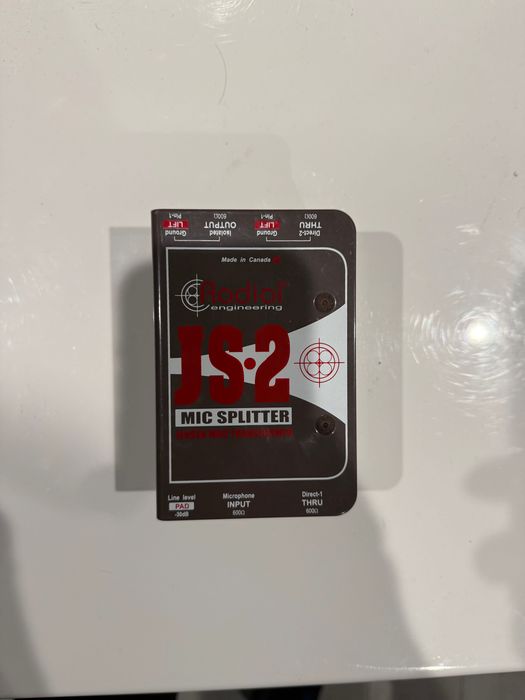 Direct-2 THRU 600Ω
Ground LIFT Pin-1
Isolated OUTPUT 600Ω
Ground LIFT Pin-1
Made in Canada
Radial
engineering
JS·2
MIC SPLITTER
Line level PAD -30dB
Microphone INPUT 600Ω
Direct-1 THRU 600Ω